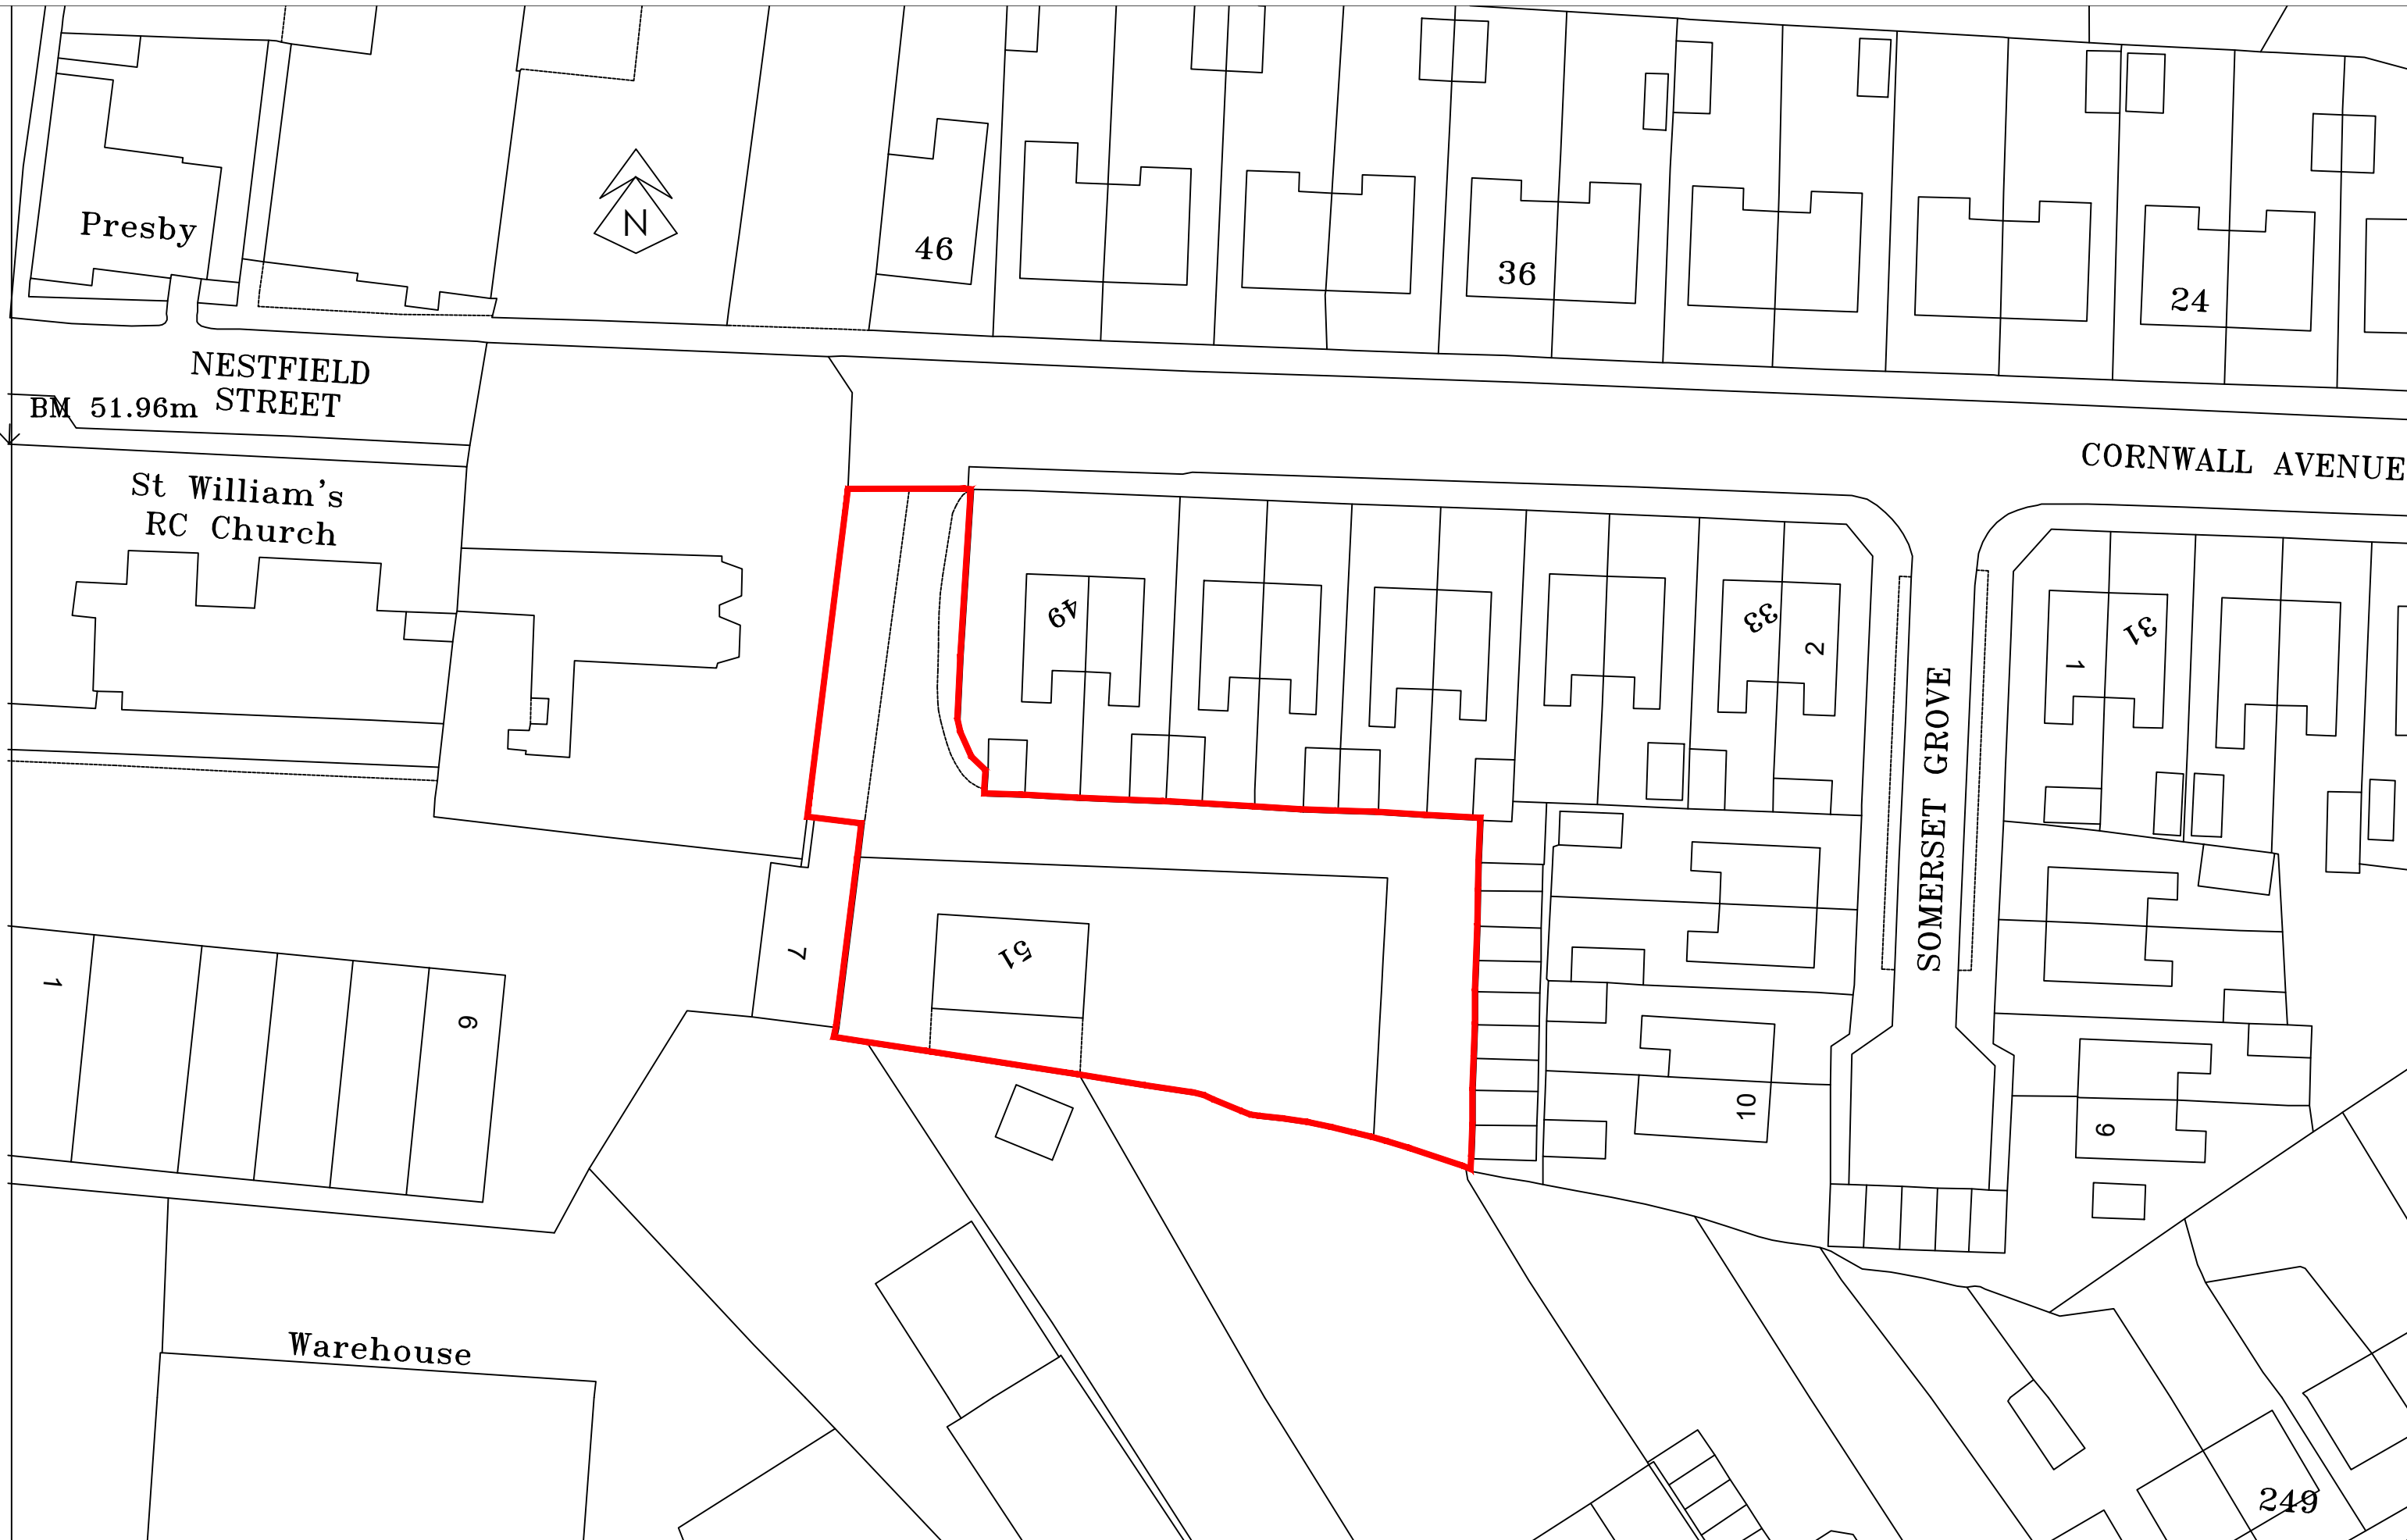 Presby
N
46
36
24
NESTFIELD
STREET
BM 51.96m
CORNWALL AVENUE
St William's
RC Church
49
33
2
1
31
SOMERSET GROVE
51
7
1
6
10
9
Warehouse
249